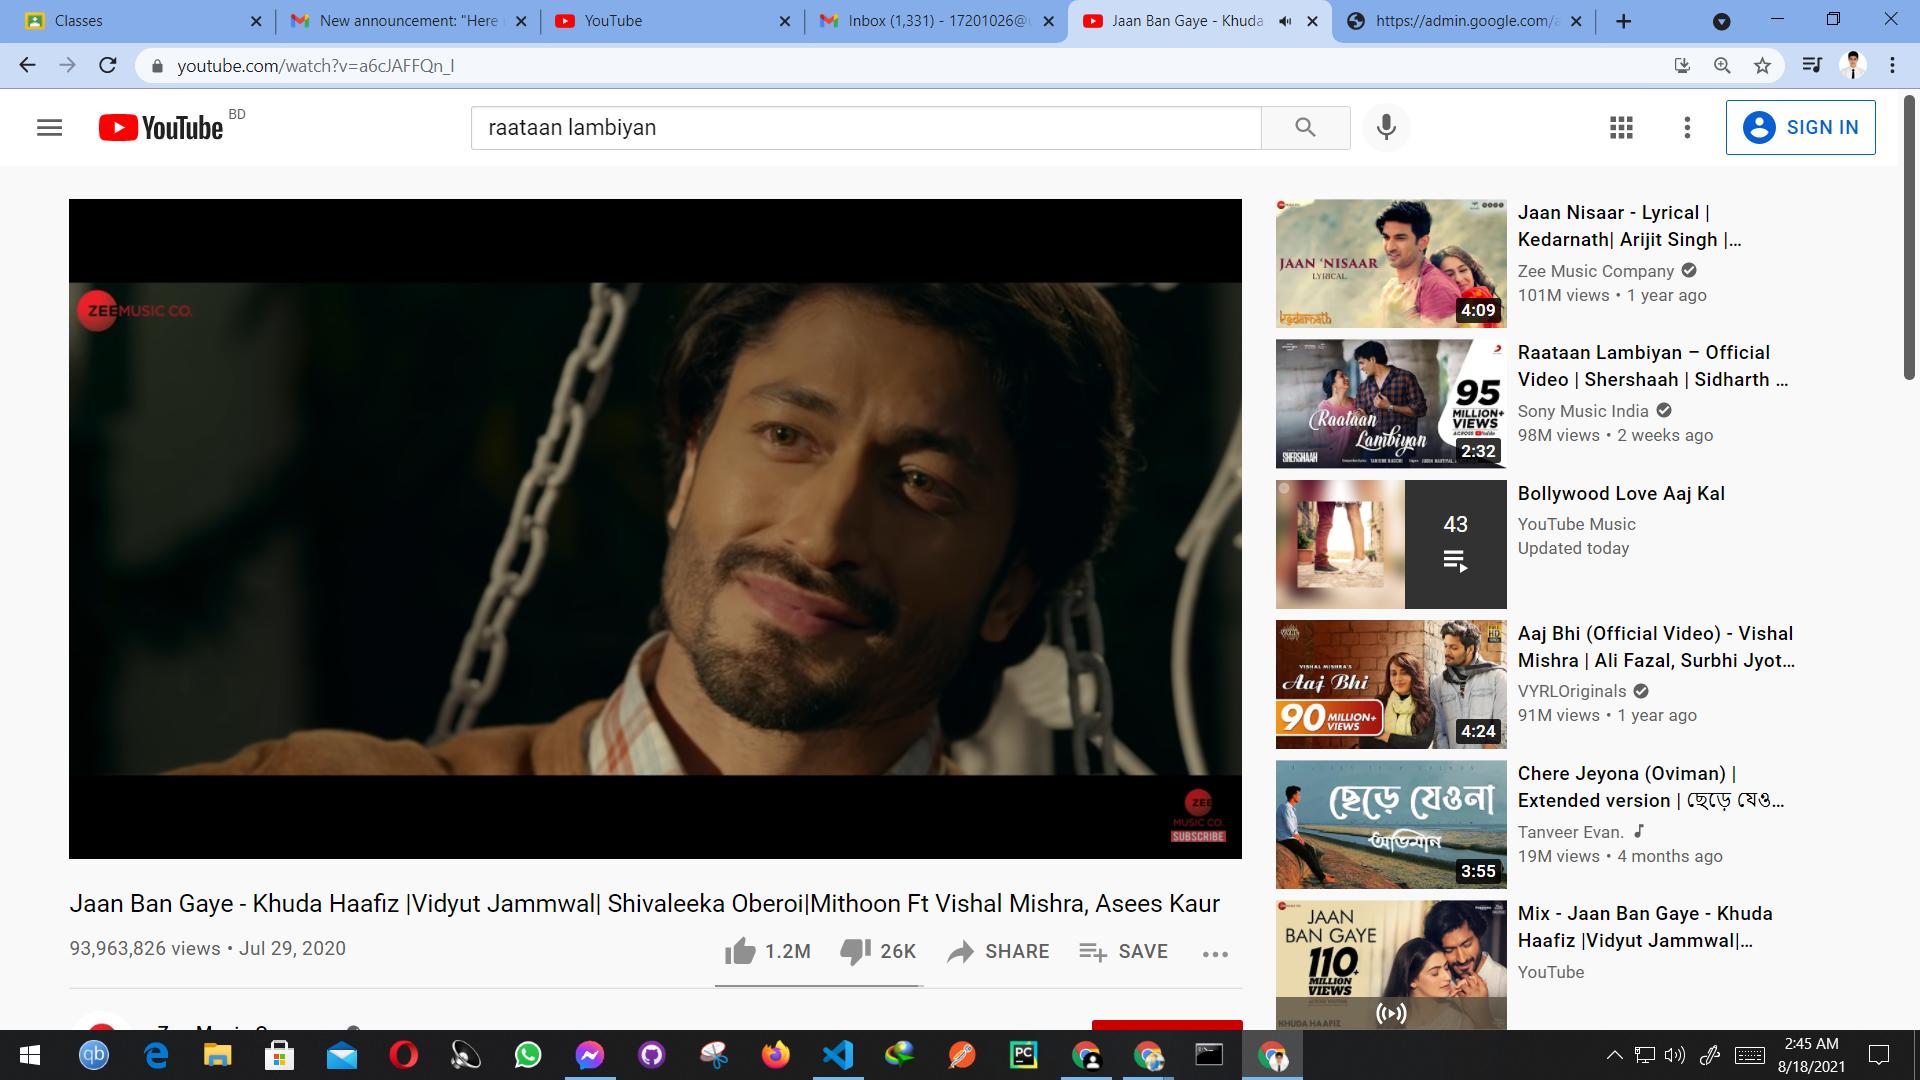 Classes
New announcement: "Here
YouTube
Inbox (1,331) - 17201026@
Jaan Ban Gaye - Khuda
https://admin.google.com/
youtube.com/watch?v=a6cJAFFQn_I
YouTube BD
raataan lambiyan
SIGN IN
ZEE MUSIC CO.
ZEE
MUSIC CO.
SUBSCRIBE
Jaan Ban Gaye - Khuda Haafiz |Vidyut Jammwal| Shivaleeka Oberoi|Mithoon Ft Vishal Mishra, Asees Kaur
93,963,826 views • Jul 29, 2020
1.2M
26K
SHARE
SAVE
JAAN 'NISAAR
LYRICAL
kedarnath
4:09
Jaan Nisaar - Lyrical |
Kedarnath| Arijit Singh |...
Zee Music Company
101M views • 1 year ago
Raataan
Lambiyan
SHERSHAAH
95
MILLION+
VIEWS
ACROSS YouTube
2:32
Raataan Lambiyan – Official
Video | Shershaah | Sidharth ...
Sony Music India
98M views • 2 weeks ago
43
Bollywood Love Aaj Kal
YouTube Music
Updated today
VISHAL MISHRA'S
Aaj Bhi
90 MILLION+
VIEWS
HD
4:24
Aaj Bhi (Official Video) - Vishal
Mishra | Ali Fazal, Surbhi Jyot...
VYRLOriginals
91M views • 1 year ago
ছেড়ে যেওনা
অভিমান
3:55
Chere Jeyona (Oviman) |
Extended version | ছেড়ে যেও...
Tanveer Evan.
19M views • 4 months ago
JAAN
BAN GAYE
110+
MILLION
VIEWS
KHUDA HAAFIZ
Mix - Jaan Ban Gaye - Khuda
Haafiz |Vidyut Jammwal|...
YouTube
qb
PC
2:45 AM
8/18/2021